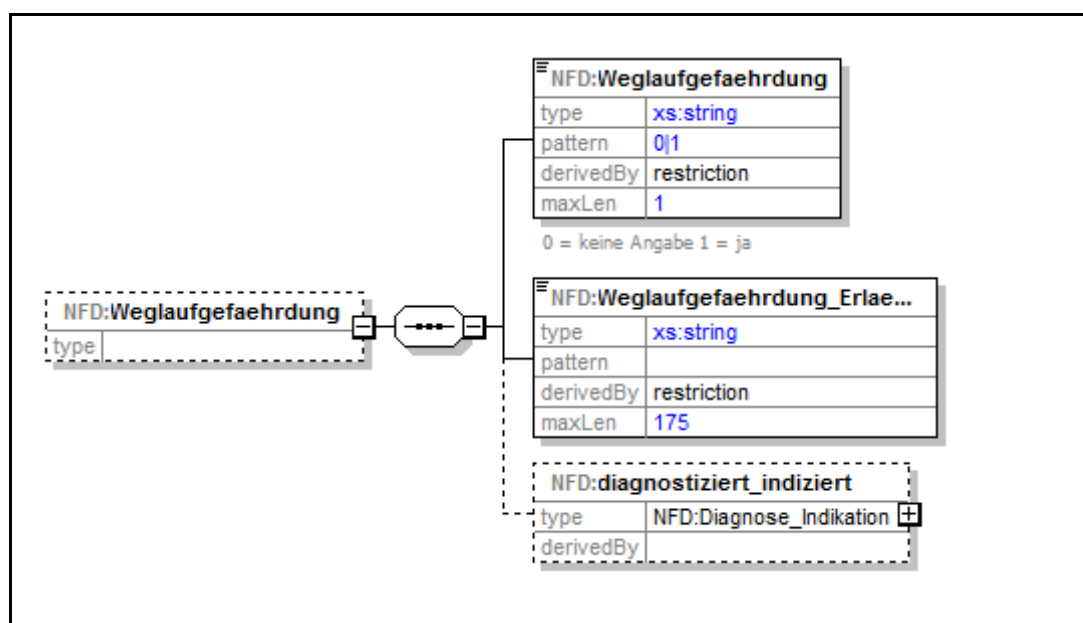 NFD:Weglaufgefaehrdung
type xs:string
pattern 0|1
derivedBy restriction
maxLen 1
0 = keine Angabe 1 = ja
NFD:Weglaufgefaehrdung
type
NFD:Weglaufgefaehrdung_Erlae...
type xs:string
pattern
derivedBy restriction
maxLen 175
NFD:diagnostiziert_indiziert
type NFD:Diagnose_Indikation
derivedBy